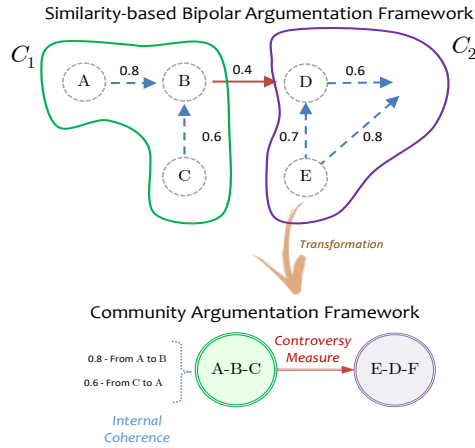 Similarity-based Bipolar Argumentation Framework
C1 C2
A 0.8 B 0.4 D 0.6
0.6 0.7 0.8
C E
Transformation
Community Argumentation Framework
0.8 - From A to B
0.6 - From C to A
A-B-C
Controversy
Measure
E-D-F
Internal
Coherence